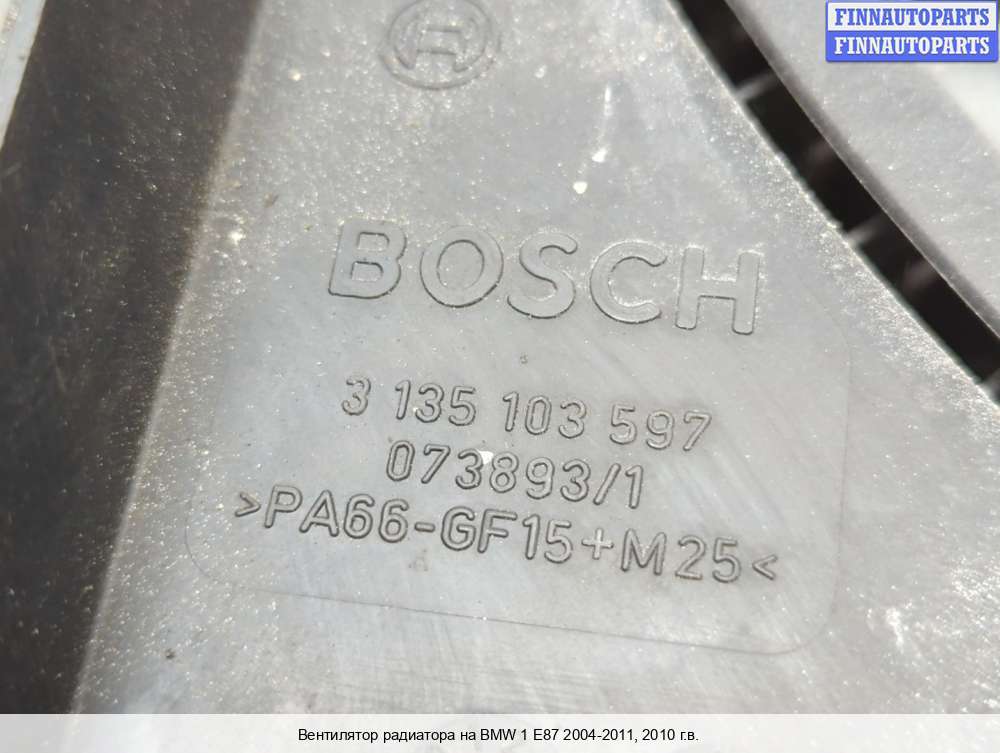 FINNAUTOPARTS
FINNAUTOPARTS
BOSCH
3 135 103 597
073893/1
>PA66-GF15+M25<
Вентилятор радиатора на BMW 1 E87 2004-2011, 2010 г.в.